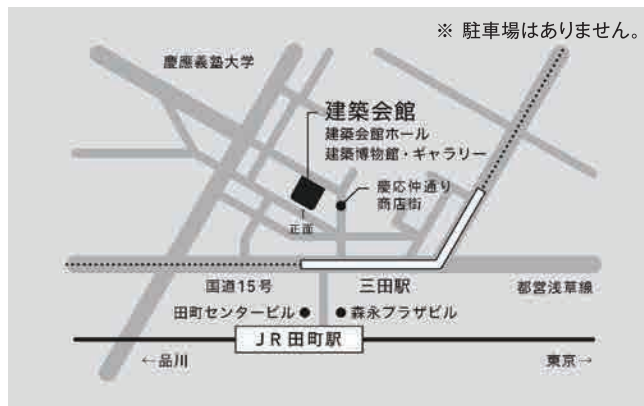 ※ 駐車場はありません。
慶應義塾大学
建築会館
建築会館ホール
建築博物館・ギャラリー
慶応仲通り
商店街
正面
国道15号
三田駅
都営浅草線
田町センタービル
森永プラザビル
JR田町駅
←品川
東京→